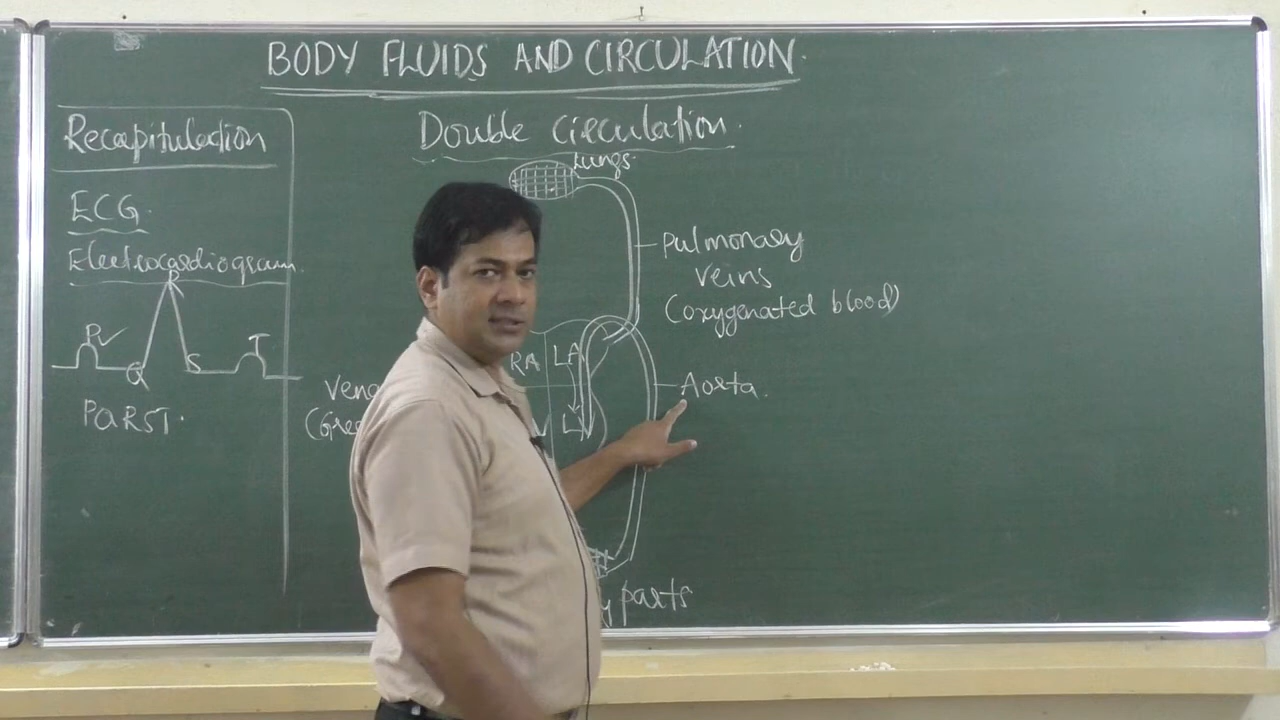 BODY FLUIDS AND CIRCULATION.
Recapitulation
ECG.
Electrocardiogram.
R
P
Q
S
T
PQRST.
Double Circulation.
Lungs.
Pulmonary
veins
(oxygenated blood)
RA
LA
Aorta.
parts